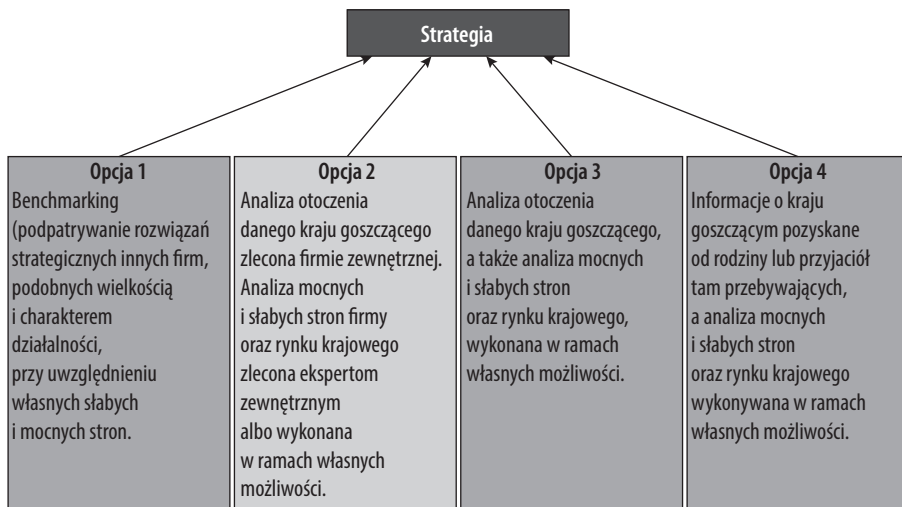 Strategia
Opcja 1
Benchmarking
(podpatrywanie rozwiązań
strategicznych innych firm,
podobnych wielkością
i charakterem
działalności,
przy uwzględnieniu
własnych słabych
i mocnych stron.
Opcja 2
Analiza otoczenia
danego kraju goszczącego
zlecona firmie zewnętrznej.
Analiza mocnych
i słabych stron firmy
oraz rynku krajowego
zlecona ekspertom
zewnętrznym
albo wykonana
w ramach własnych
możliwości.
Opcja 3
Analiza otoczenia
danego kraju goszczącego,
a także analiza mocnych
i słabych stron
oraz rynku krajowego,
wykonana w ramach
własnych możliwości.
Opcja 4
Informacje o kraju
goszczącym pozyskane
od rodziny lub przyjaciół
tam przebywających,
a analiza mocnych
i słabych stron
oraz rynku krajowego
wykonywana w ramach
własnych możliwości.